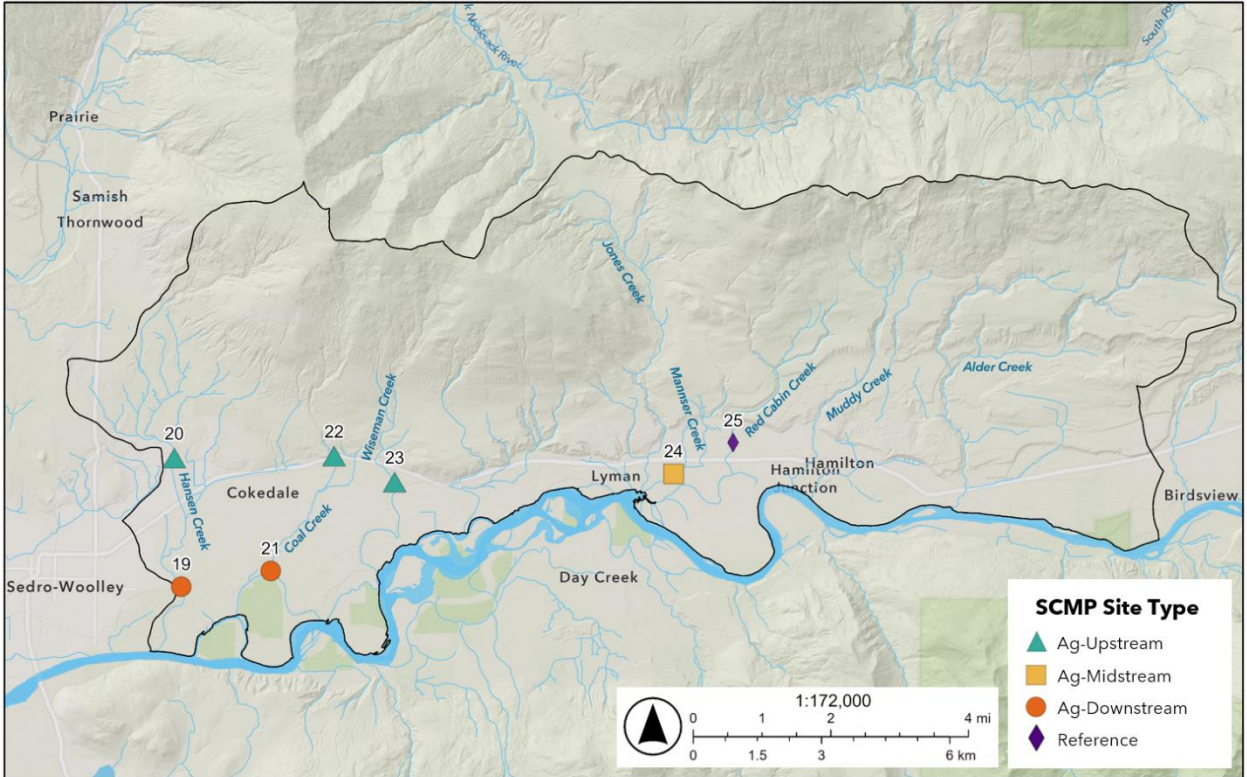 k Nooksack River
South For
Prairie
Samish
Thornwood
Jones Creek
Mannser Creek
Red Cabin Creek
Muddy Creek
Alder Creek
Wiseman Creek
20
22
23
24
25
Hansen Creek
Cokedale
Coal Creek
Lyman
Hamilton
Hamilton
Junction
Birdsview
19
21
Sedro-Woolley
Day Creek
SCMP Site Type
Ag-Upstream
Ag-Midstream
Ag-Downstream
Reference
1:172,000
0 1 2 4 mi
0 1.5 3 6 km